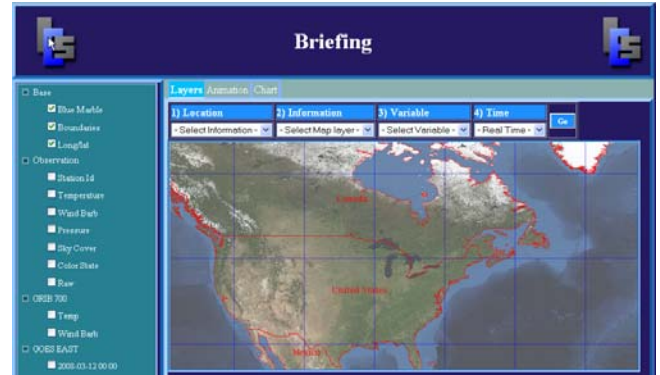 Briefing
Base
Blue Marble
Boundaries
Long/lat
Observation
Station Id
Temperature
Wind Barb
Pressure
Sky Cover
Color State
Raw
GRIB 700
Temp
Wind Barb
GOES EAST
2008-03-12 00:00
Layers Animation Chart
1) Location 2) Information 3) Variable 4) Time
- Select Information - - Select Map layer - - Select Variable - - Real Time - Go
Canada
United States
Mexico